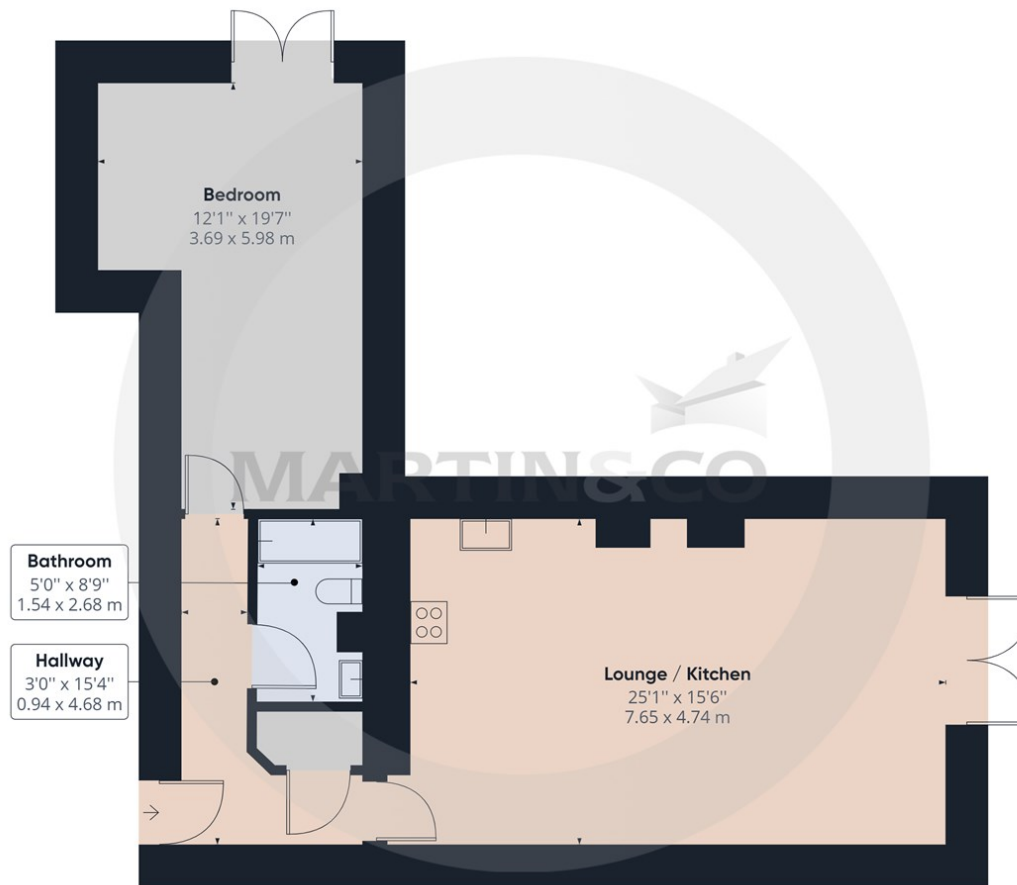 Bedroom
12'1" x 19'7"
3.69 x 5.98 m
MARTIN&CO
Bathroom
5'0" x 8'9"
1.54 x 2.68 m
Hallway
3'0" x 15'4"
0.94 x 4.68 m
Lounge / Kitchen
25'1" x 15'6"
7.65 x 4.74 m